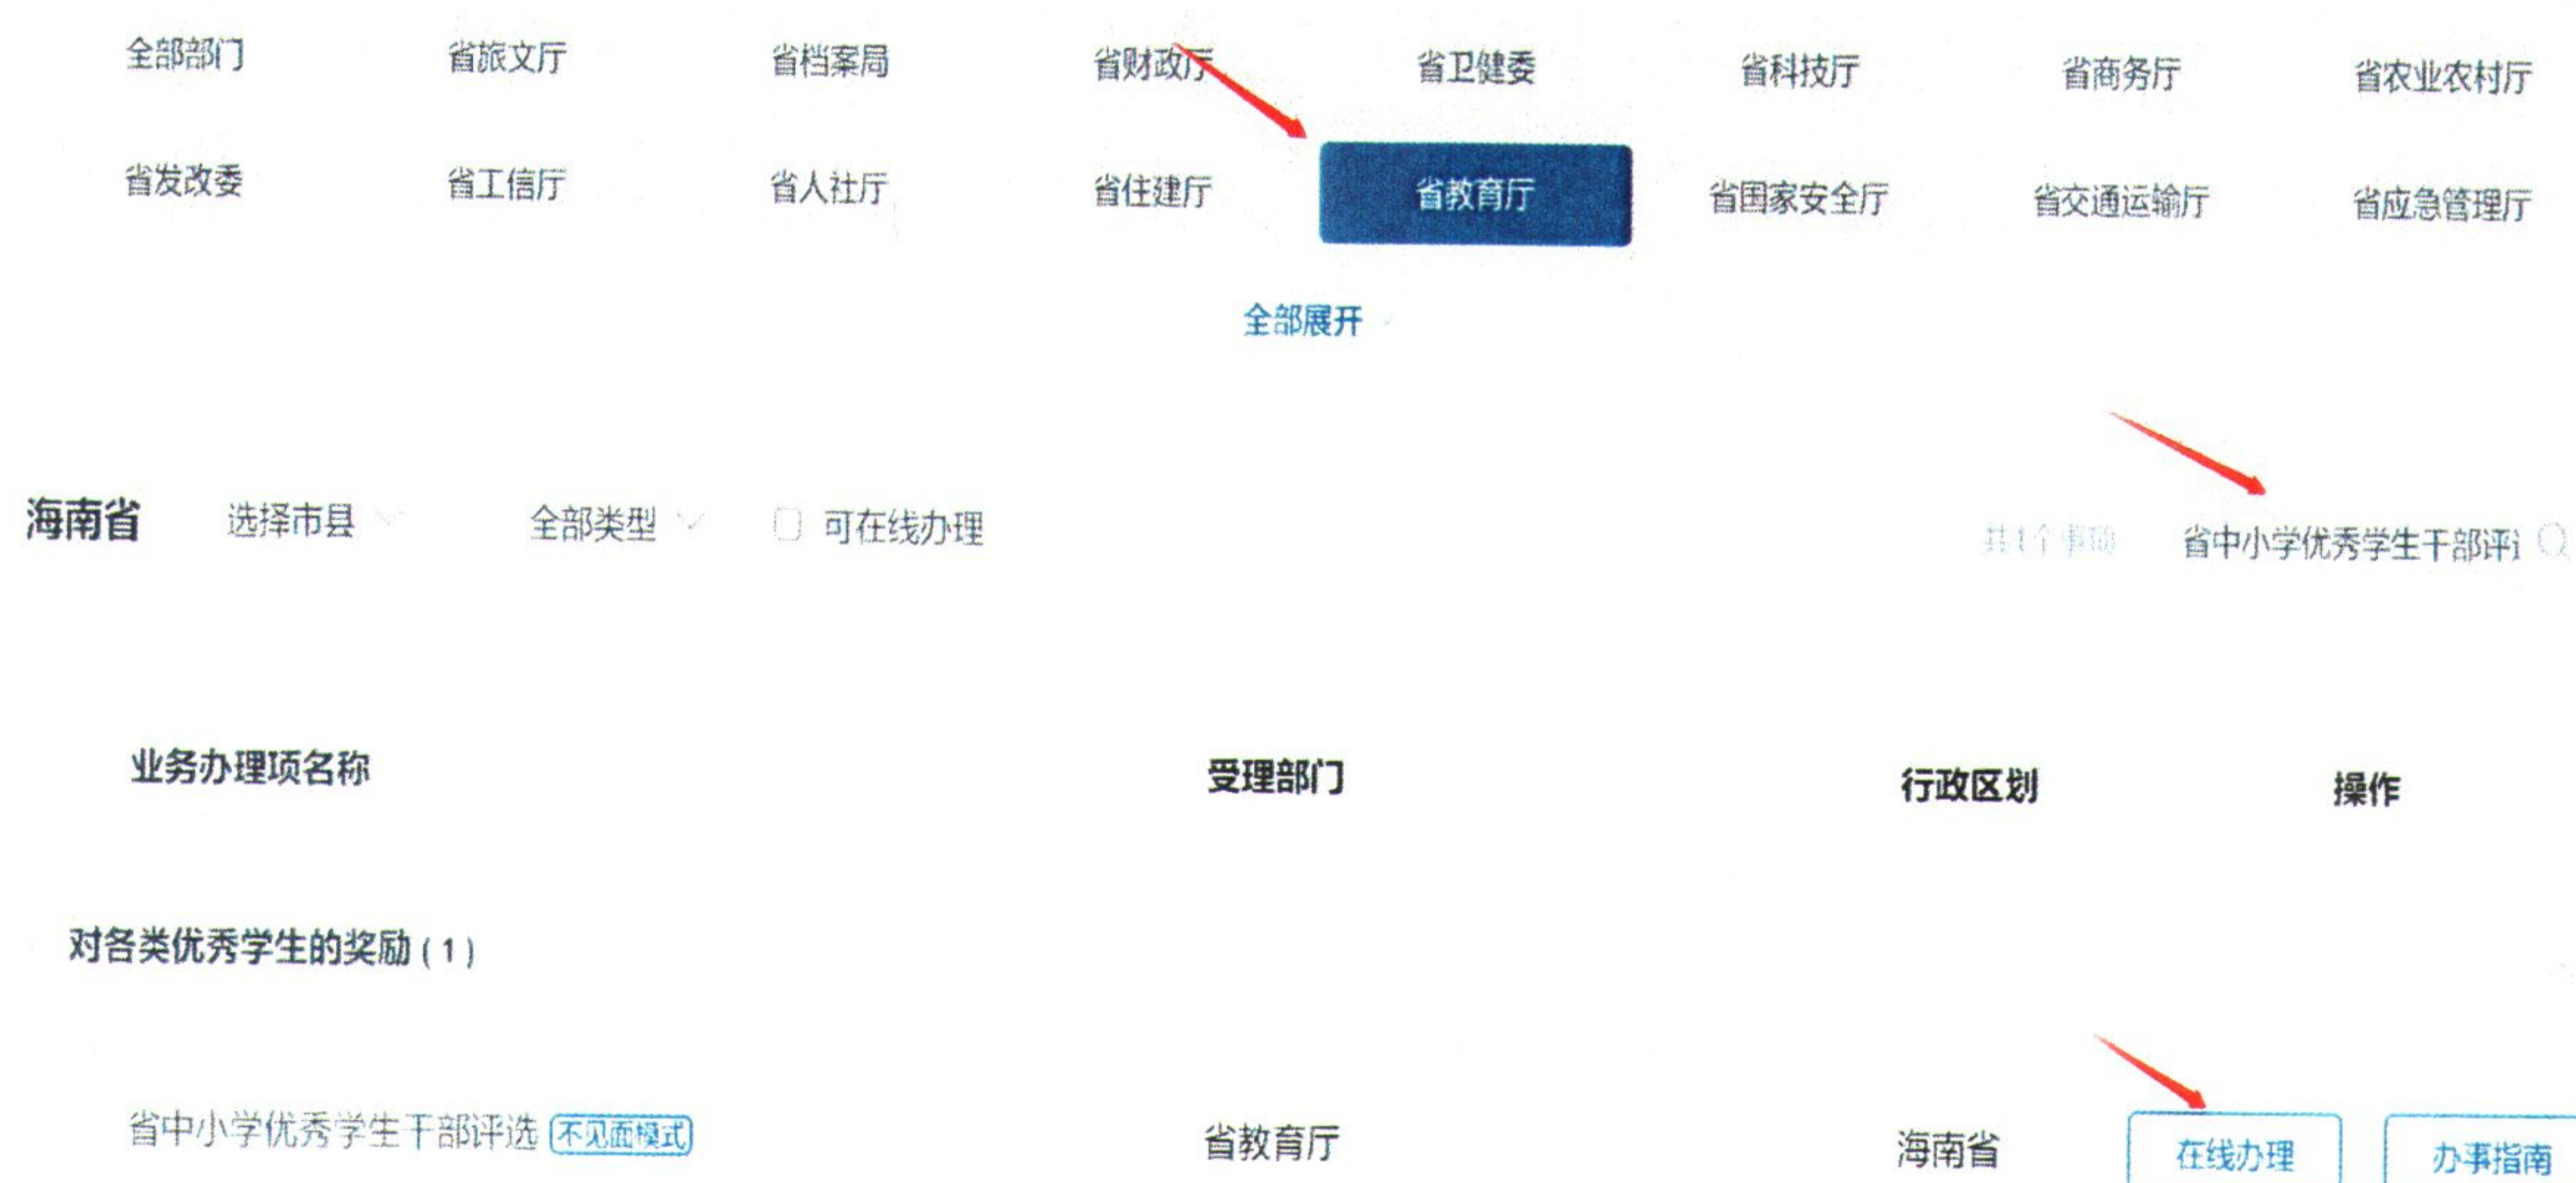 全部部门 省旅文厅 省档案局 省财政厅 省卫健委 省科技厅 省商务厅 省农业农村厅
省发改委 省工信厅 省人社厅 省住建厅 省教育厅 省国家安全厅 省交通运输厅 省应急管理厅
全部展开
海南省 选择市县 全部类型 可在线办理 共1个事项 省中小学优秀学生干部评
业务办理项名称 受理部门 行政区划 操作
对各类优秀学生的奖励(1)
省中小学优秀学生干部评选 不见面模式 省教育厅 海南省 在线办理 办事指南